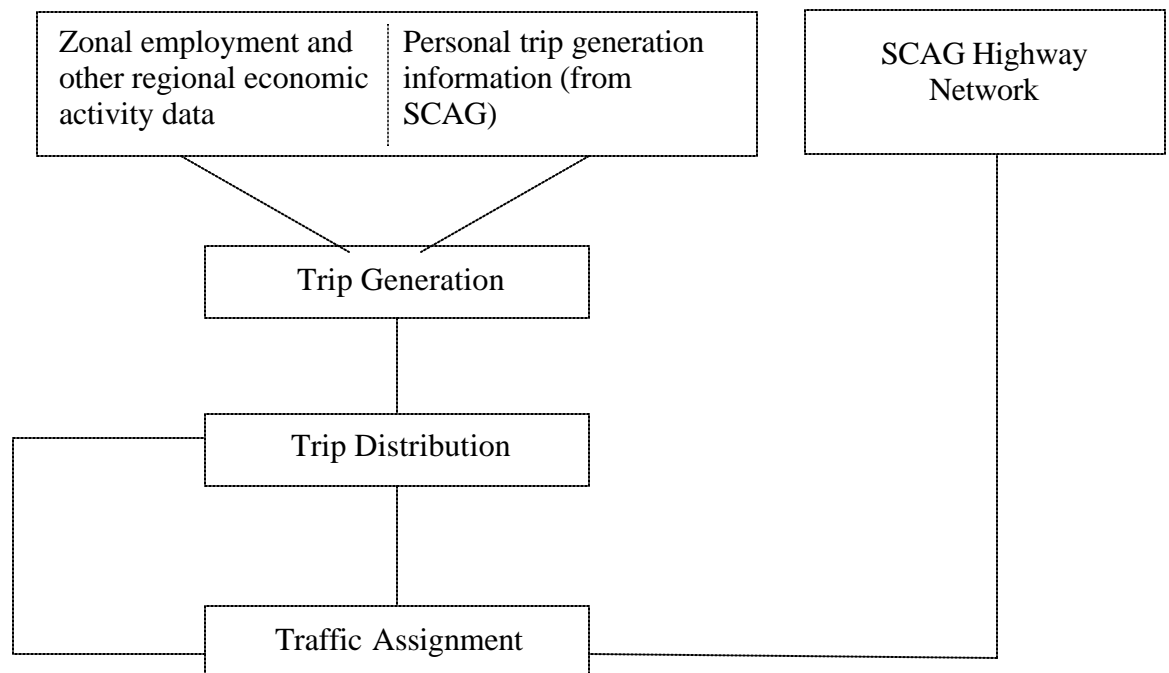 Zonal employment and
other regional economic
activity data
Personal trip generation
information (from
SCAG)
SCAG Highway
Network
Trip Generation
Trip Distribution
Traffic Assignment